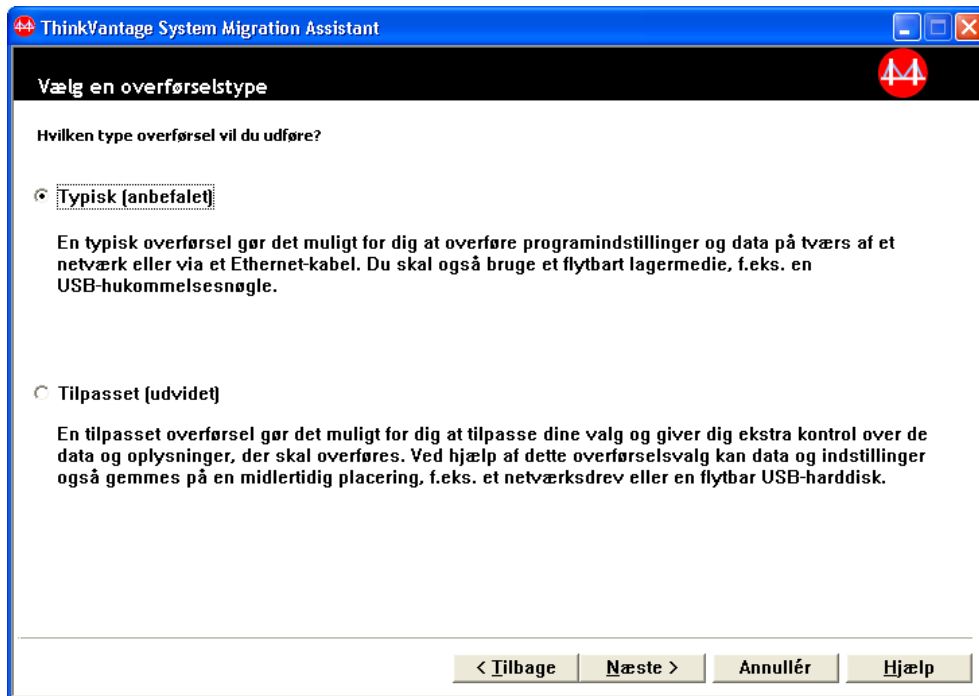 ThinkVantage System Migration Assistant
Vælg en overførselstype
Hvilken type overførsel vil du udføre?
Typisk (anbefalet)
En typisk overførsel gør det muligt for dig at overføre programindstillinger og data på tværs af et
netværk eller via et Ethernet-kabel. Du skal også bruge et flytbart lagermedie, f.eks. en
USB-hukommelsesnøgle.
Tilpasset (udvidet)
En tilpasset overførsel gør det muligt for dig at tilpasse dine valg og giver dig ekstra kontrol over de
data og oplysninger, der skal overføres. Ved hjælp af dette overførselsvalg kan data og indstillinger
også gemmes på en midlertidig placering, f.eks. et netværksdrev eller en flytbar USB-harddisk.
< Tilbage Næste > Annullér Hjælp